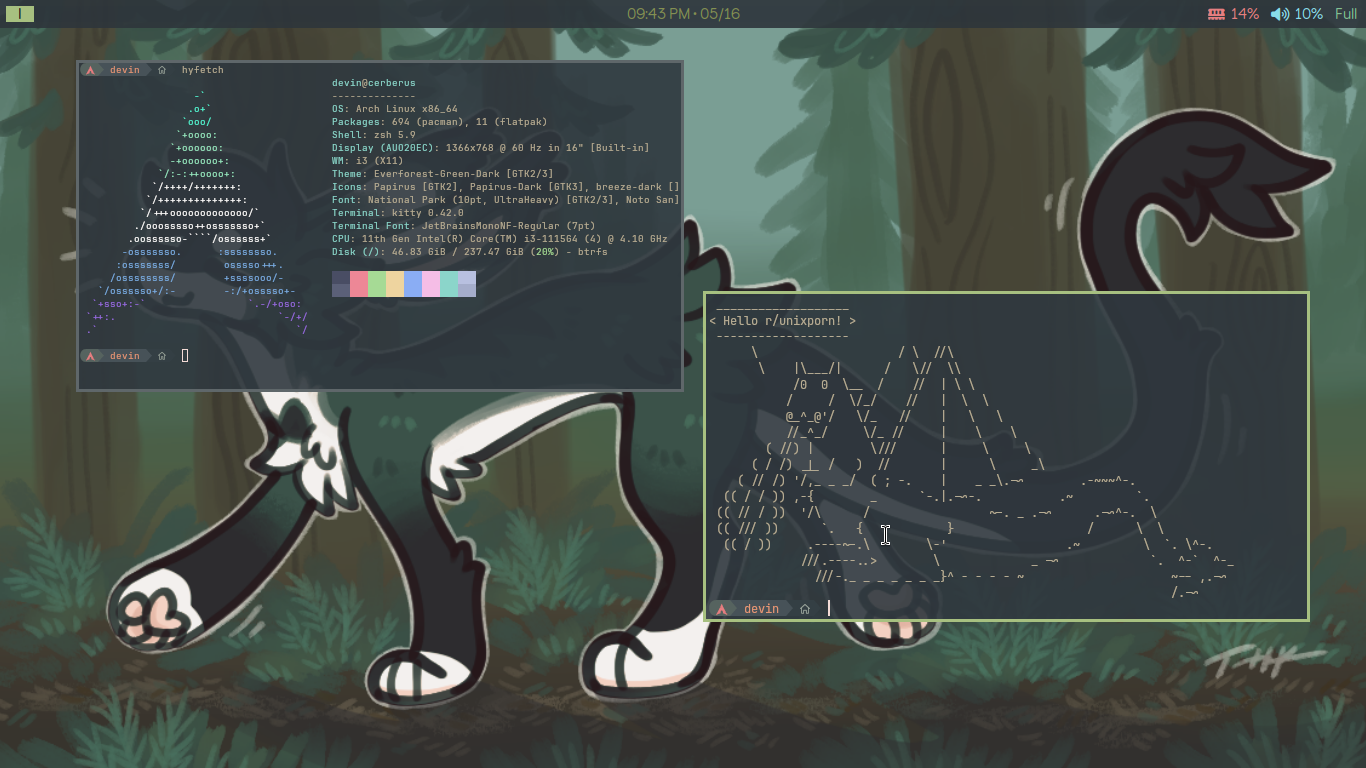 I
09:43 PM • 05/16
14% 10% Full
devin hyfetch
devin@cerberus
--------------
OS: Arch Linux x86_64
Packages: 694 (pacman), 11 (flatpak)
Shell: zsh 5.9
Display (AUO20EC): 1366x768 @ 60 Hz in 16" [Built-in]
WM: i3 (X11)
Theme: Everforest-Green-Dark [GTK2/3]
Icons: Papirus [GTK2], Papirus-Dark [GTK3], breeze-dark []
Font: National Park (10pt, UltraHeavy) [GTK2/3], Noto San]
Terminal: kitty 0.42.0
Terminal Font: JetBrainsMonoNF-Regular (7pt)
CPU: 11th Gen Intel(R) Core(TM) i3-1115G4 (4) @ 4.10 GHz
Disk (/): 46.83 GiB / 237.47 GiB (20%) - btrfs
devin
< Hello r/unixporn! >
devin
THY